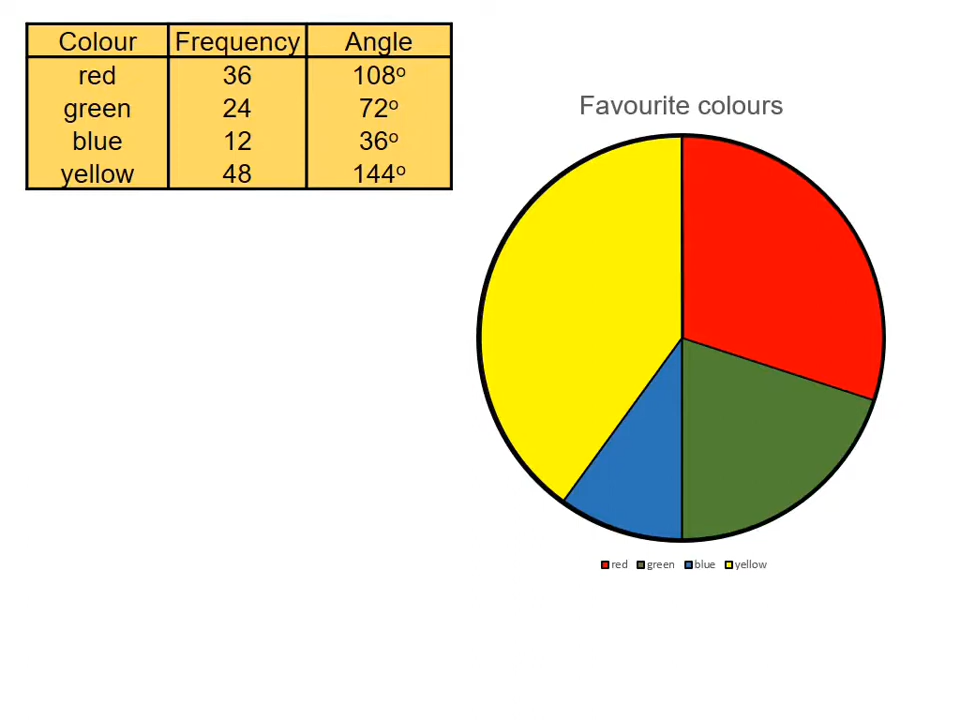 Colour Frequency Angle
red 36 108°
green 24 72°
blue 12 36°
yellow 48 144°
Favourite colours
red green blue yellow